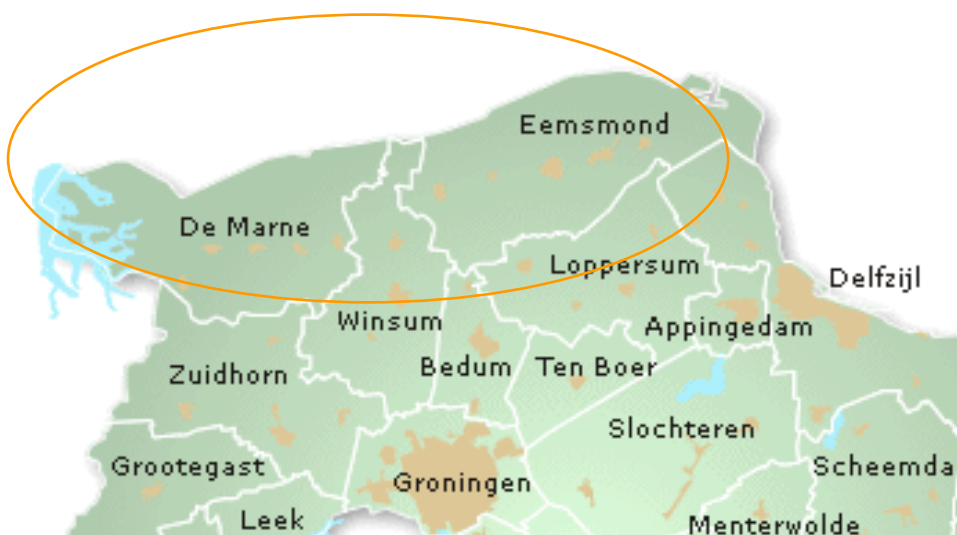 Eemsmond
De Marne
Loppersum
Delfzijl
Winsum
Appingedam
Zuidhorn
Bedum
Ten Boer
Slochteren
Grootegast
Scheemda
Groningen
Leek
Menterwolde